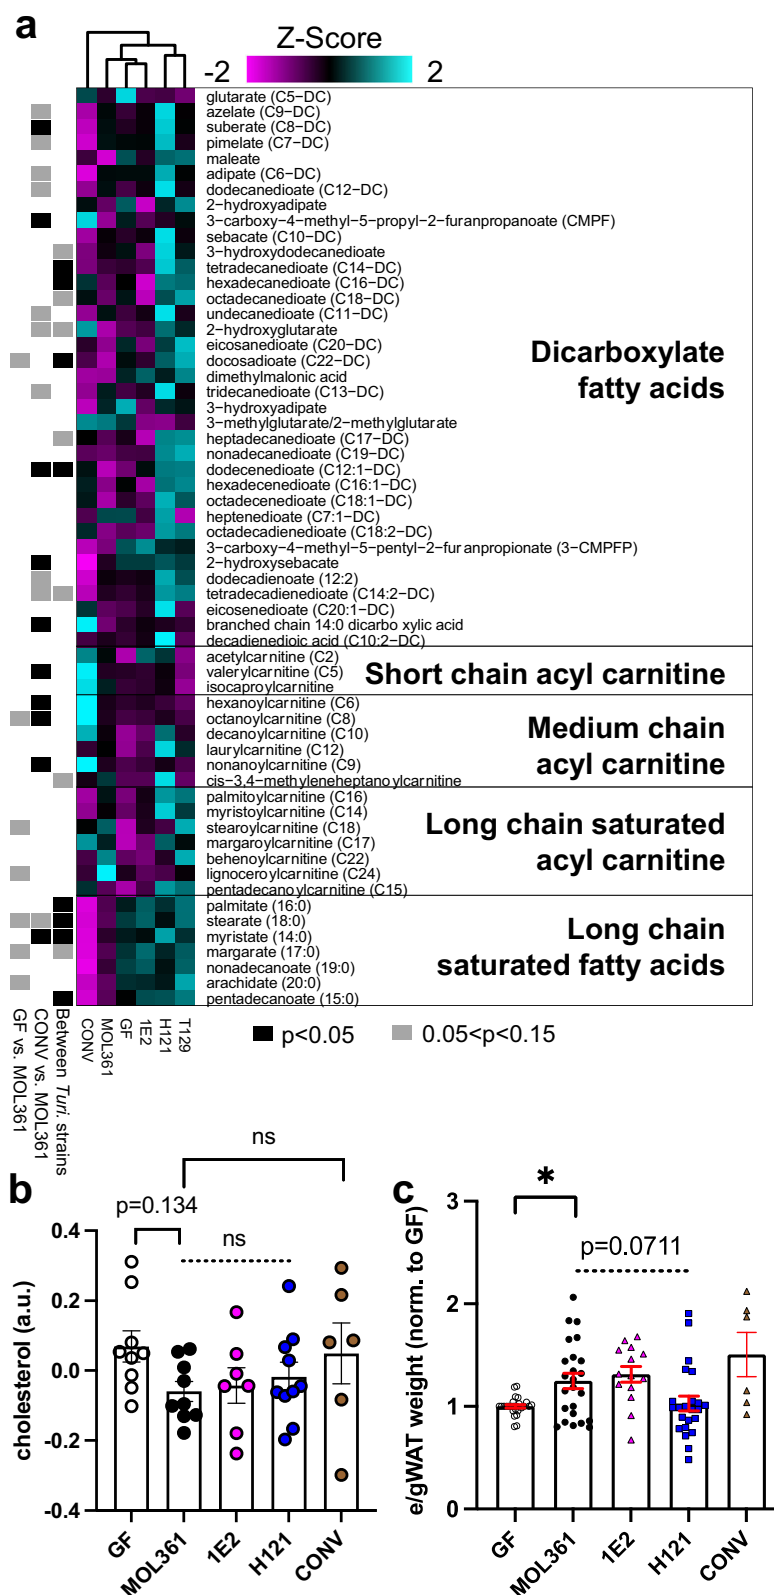 a
Z-Score
-2
2
glutarate (C5-DC)
azelate (C9-DC)
suberate (C8-DC)
pimelate (C7-DC)
maleate
adipate (C6-DC)
dodecanedioate (C12-DC)
2-hydroxyadipate
3-carboxy-4-methyl-5-propyl-2-furanpropanoate (CMPF)
sebacate (C10-DC)
3-hydroxydodecanedioate
tetradecanedioate (C14-DC)
hexadecanedioate (C16-DC)
octadecanedioate (C18-DC)
undecanedioate (C11-DC)
2-hydroxyglutarate
eicosanedioate (C20-DC)
docosadioate (C22-DC)
dimethylmalonic acid
tridecanedioate (C13-DC)
3-hydroxyadipate
3-methylglutarate/2-methylglutarate
heptadecanedioate (C17-DC)
nonadecanedioate (C19-DC)
dodecenedioate (C12:1-DC)
hexadecenedioate (C16:1-DC)
octadecenedioate (C18:1-DC)
heptenedioate (C7:1-DC)
octadecadienedioate (C18:2-DC)
3-carboxy-4-methyl-5-pentyl-2-furanpropionate (3-CMPFP)
2-hydroxysebacate
dodecadienoate (12:2)
tetradecadienedioate (C14:2-DC)
eicosenedioate (C20:1-DC)
branched chain 14:0 dicarbo xylic acid
decadienedioic acid (C10:2-DC)
Dicarboxylate
fatty acids
acetylcarnitine (C2)
valerylcarnitine (C5)
isocaproylcarnitine
Short chain acyl carnitine
hexanoylcarnitine (C6)
octanoylcarnitine (C8)
decanoylcarnitine (C10)
laurylcarnitine (C12)
nonanoylcarnitine (C9)
cis-3,4-methyleneheptanoylcarnitine
Medium chain
acyl carnitine
palmitoylcarnitine (C16)
myristoylcarnitine (C14)
stearoylcarnitine (C18)
margaroylcarnitine (C17)
behenoylcarnitine (C22)
lignoceroylcarnitine (C24)
pentadecanoylcarnitine (C15)
Long chain saturated
acyl carnitine
palmitate (16:0)
stearate (18:0)
myristate (14:0)
margarate (17:0)
nonadecanoate (19:0)
arachidate (20:0)
pentadecanoate (15:0)
Long chain
saturated fatty acids
GF vs. MOL361
CONV vs. MOL361
Between Turi. strains
CONV
MOL361
GF
1E2
H121
T129
p<0.05
0.05<p<0.15
b
ns
p=0.134
ns
cholesterol (a.u.)
0.4
0.2
0.0
-0.2
-0.4
GF
MOL361
1E2
H121
CONV
c
*
p=0.0711
e/gWAT weight (norm. to GF)
3
2
1
0
GF
MOL361
1E2
H121
CONV